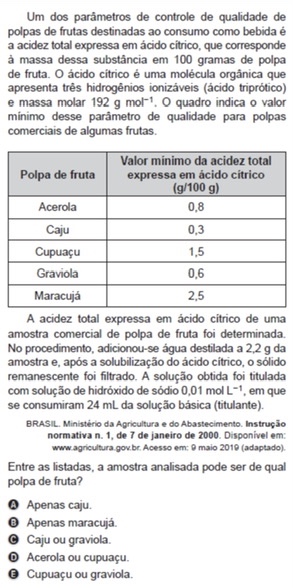 Um dos parâmetros de controle de qualidade de
polpas de frutas destinadas ao consumo como bebida é
a acidez total expressa em ácido cítrico, que corresponde
à massa dessa substância em 100 gramas de polpa
de fruta. O ácido cítrico é uma molécula orgânica que
apresenta três hidrogênios ionizáveis (ácido triprótico)
e massa molar 192 g mol⁻¹. O quadro indica o valor
mínimo desse parâmetro de qualidade para polpas
comerciais de algumas frutas.
Polpa de fruta
Valor mínimo da acidez total
expressa em ácido cítrico
(g/100 g)
Acerola 0,8
Caju 0,3
Cupuaçu 1,5
Graviola 0,6
Maracujá 2,5
A acidez total expressa em ácido cítrico de uma
amostra comercial de polpa de fruta foi determinada.
No procedimento, adicionou-se água destilada a 2,2 g da
amostra e, após a solubilização do ácido cítrico, o sólido
remanescente foi filtrado. A solução obtida foi titulada
com solução de hidróxido de sódio 0,01 mol L⁻¹, em que
se consumiram 24 mL da solução básica (titulante).
BRASIL. Ministério da Agricultura e do Abastecimento. Instrução
normativa n. 1, de 7 de janeiro de 2000. Disponível em:
www.agricultura.gov.br. Acesso em: 9 maio 2019 (adaptado).
Entre as listadas, a amostra analisada pode ser de qual
polpa de fruta?
A Apenas caju.
B Apenas maracujá.
C Caju ou graviola.
D Acerola ou cupuaçu.
E Cupuaçu ou graviola.